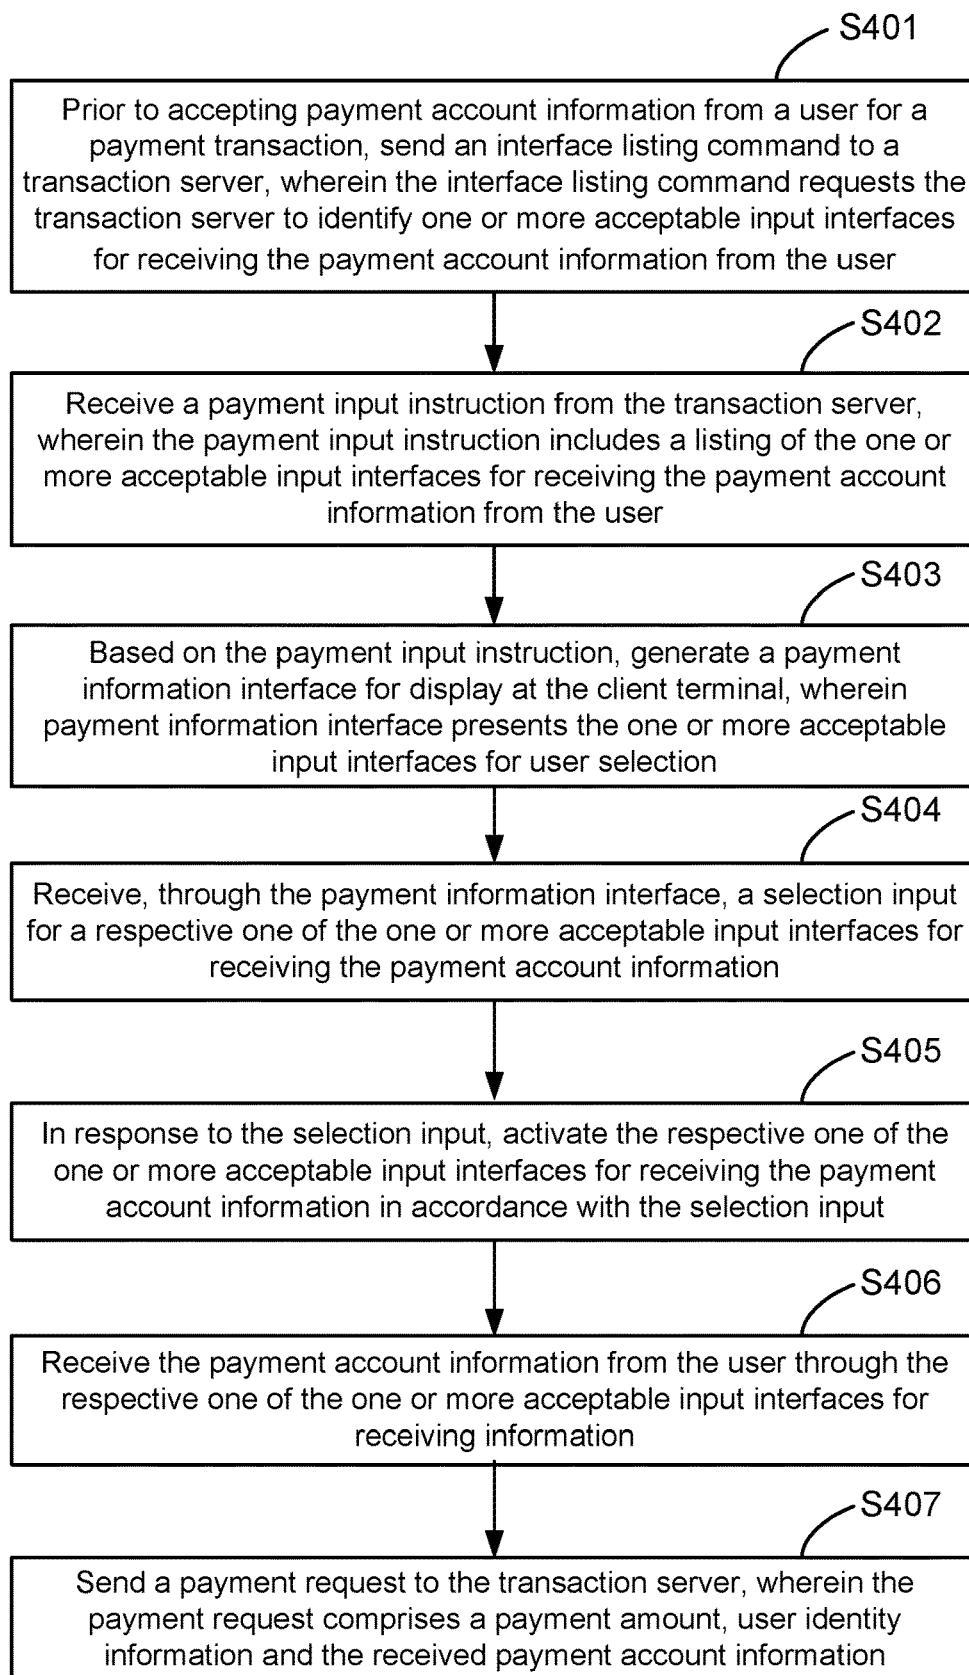 S401
Prior to accepting payment account information from a user for a
payment transaction, send an interface listing command to a
transaction server, wherein the interface listing command requests the
transaction server to identify one or more acceptable input interfaces
for receiving the payment account information from the user
S402
Receive a payment input instruction from the transaction server,
wherein the payment input instruction includes a listing of the one or
more acceptable input interfaces for receiving the payment account
information from the user
S403
Based on the payment input instruction, generate a payment
information interface for display at the client terminal, wherein
payment information interface presents the one or more acceptable
input interfaces for user selection
S404
Receive, through the payment information interface, a selection input
for a respective one of the one or more acceptable input interfaces for
receiving the payment account information
S405
In response to the selection input, activate the respective one of the
one or more acceptable input interfaces for receiving the payment
account information in accordance with the selection input
S406
Receive the payment account information from the user through the
respective one of the one or more acceptable input interfaces for
receiving information
S407
Send a payment request to the transaction server, wherein the
payment request comprises a payment amount, user identity
information and the received payment account information